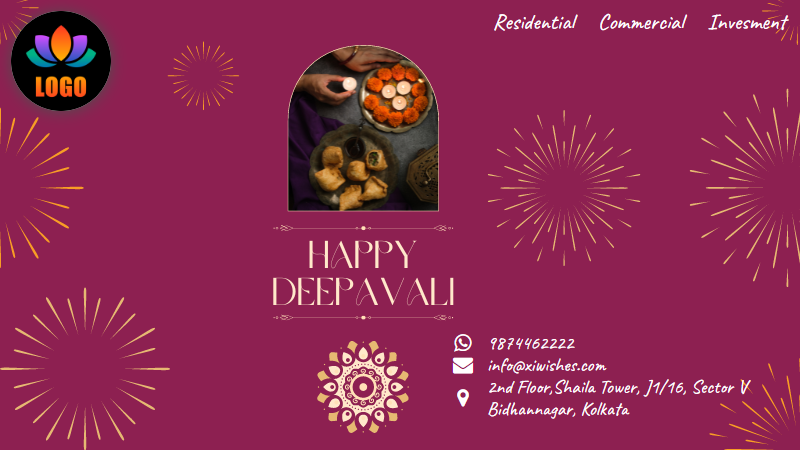 LOGO
Residential Commercial Invesment
HAPPY
DEEPAVALI
9874462222
info@xiwishes.com
2nd Floor,Shaila Tower, J1/16, Sector V
Bidhannagar, Kolkata